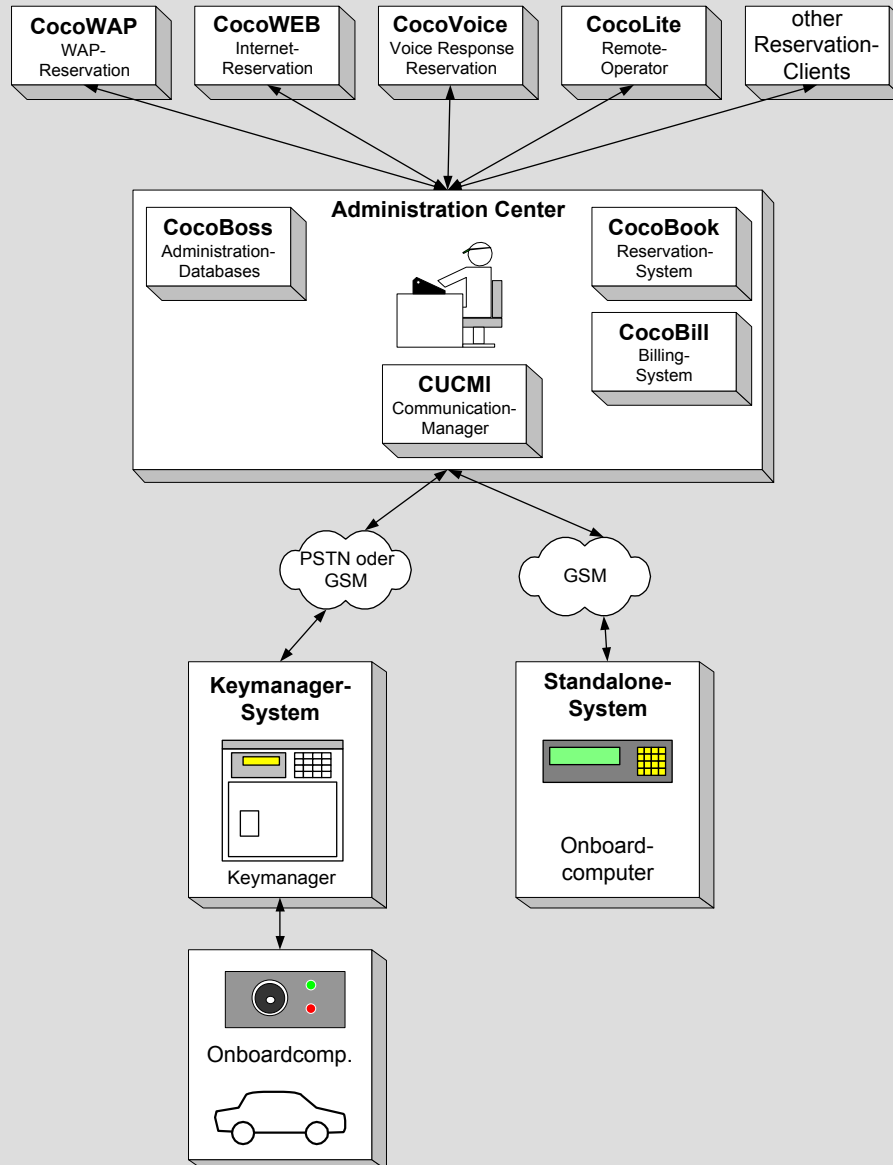 CocoWAP
WAP-
Reservation
CocoWEB
Internet-
Reservation
CocoVoice
Voice Response
Reservation
CocoLite
Remote-
Operator
other
Reservation-
Clients
Administration Center
CocoBoss
Administration-
Databases
CocoBook
Reservation-
System
CocoBill
Billing-
System
CUCMI
Communication-
Manager
PSTN oder
GSM
GSM
Keymanager-
System
Keymanager
Standalone-
System
Onboard-
computer
Onboardcomp.